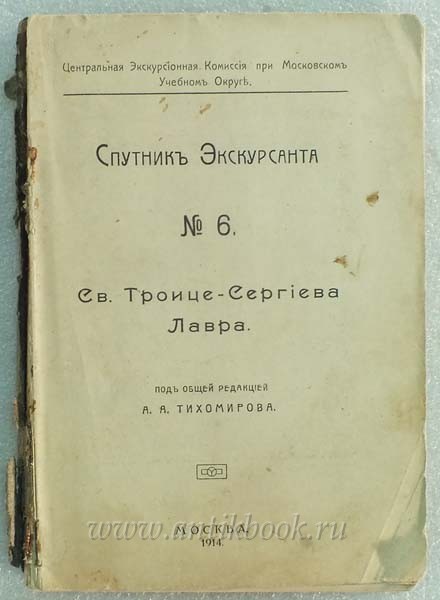 Центральная Экскурсіонная Комиссія при Московскомъ
Учебномъ Округѣ.
Спутникъ Экскурсанта
№ 6.
Св. Троице-Сергіева
Лавра.
ПОДЪ ОБЩЕЙ РЕДАКЦІЕЙ
А. А. ТИХОМИРОВА.
www.antikbook.ru
МОСКВА.
1914.